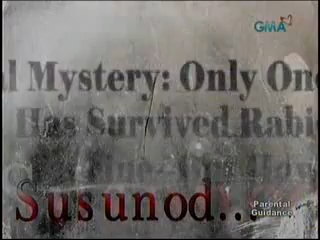 GMA
l Mystery: Only One
Has Survived Rabi
Susunod...
Parental
Guidance